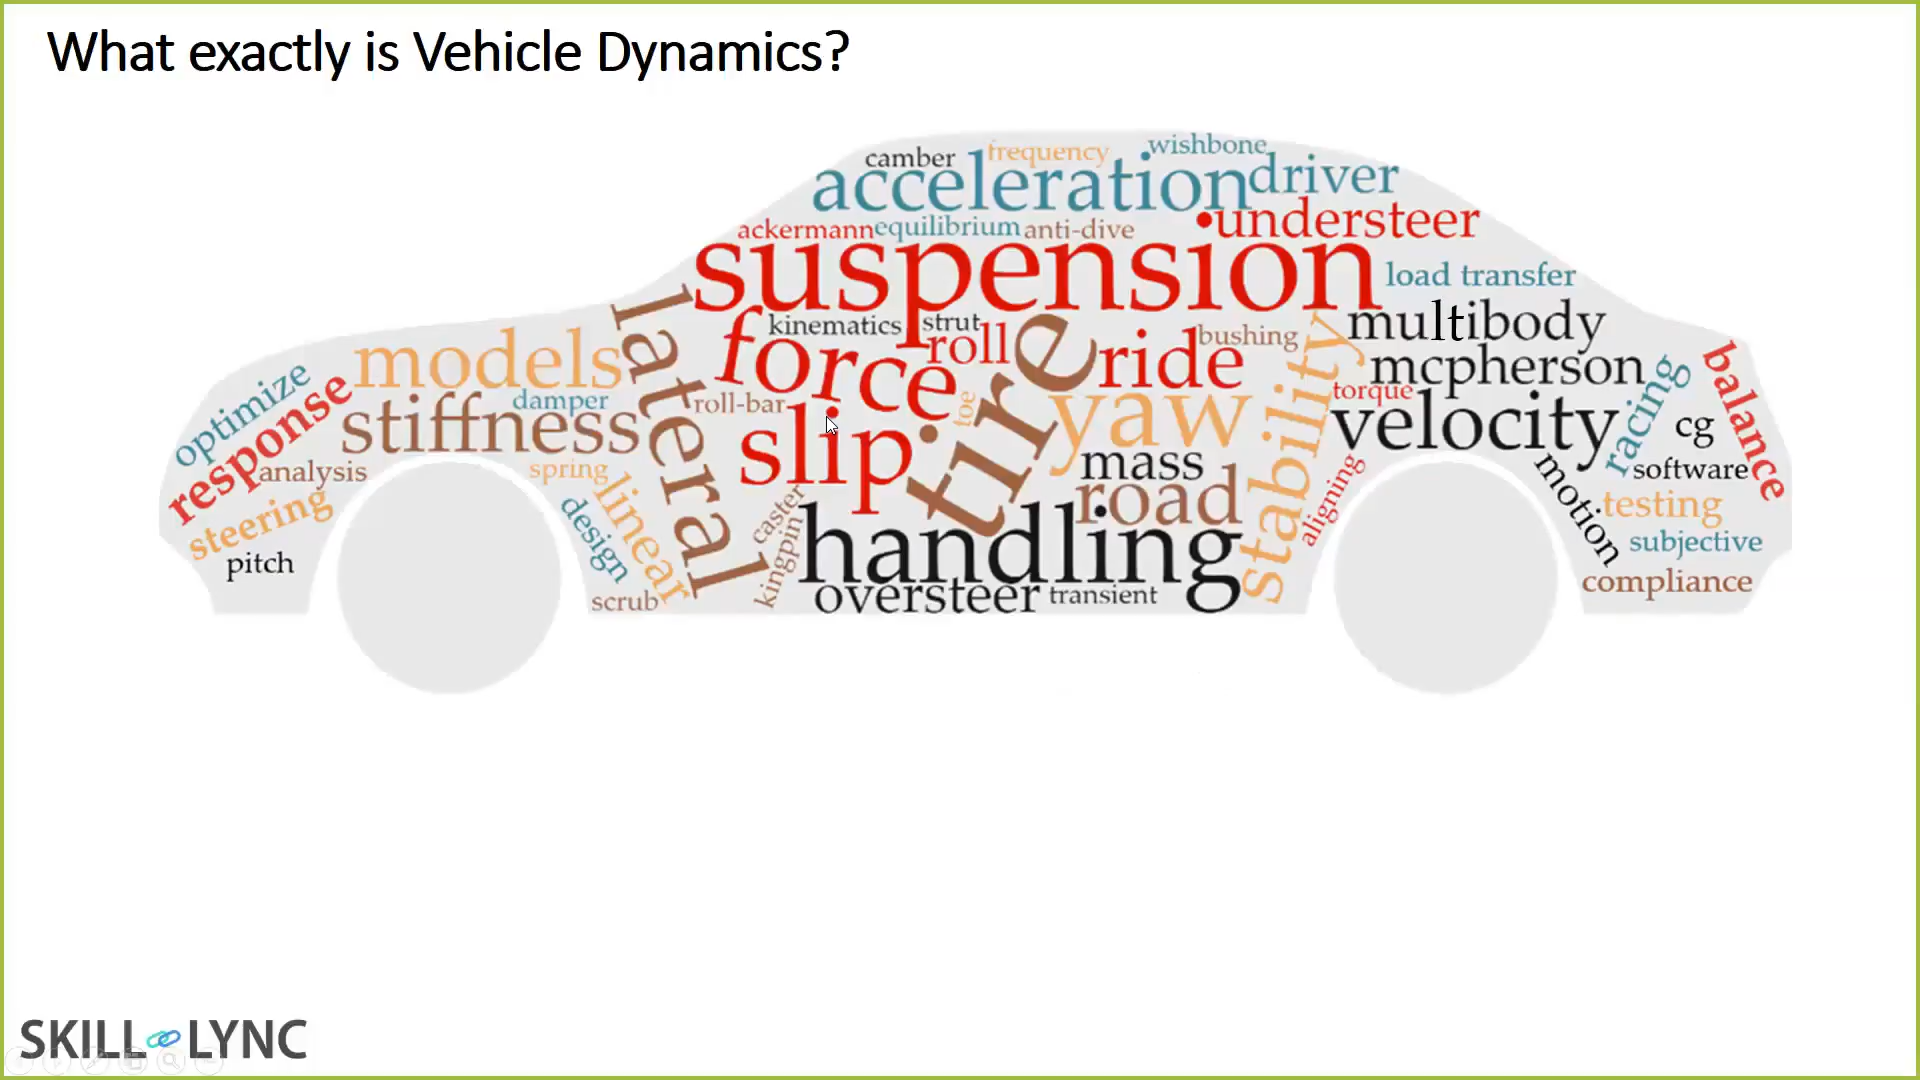 What exactly is Vehicle Dynamics?
camber
frequency
wishbone
acceleration
driver
ackermann
equilibrium
anti-dive
understeer
suspension
load transfer
lateral
force
kinematics
strut
roll
tire
ride
bushing
multibody
mcpherson
models
optimize
response
stiffness
damper
roll-bar
slip
toe
yaw
stability
torque
velocity
racing
balance
cg
software
analysis
steering
pitch
spring
linear
design
scrub
caster
kingpin
mass
road
handling
oversteer
transient
aligning
motion
testing
subjective
compliance
SKILL LYNC